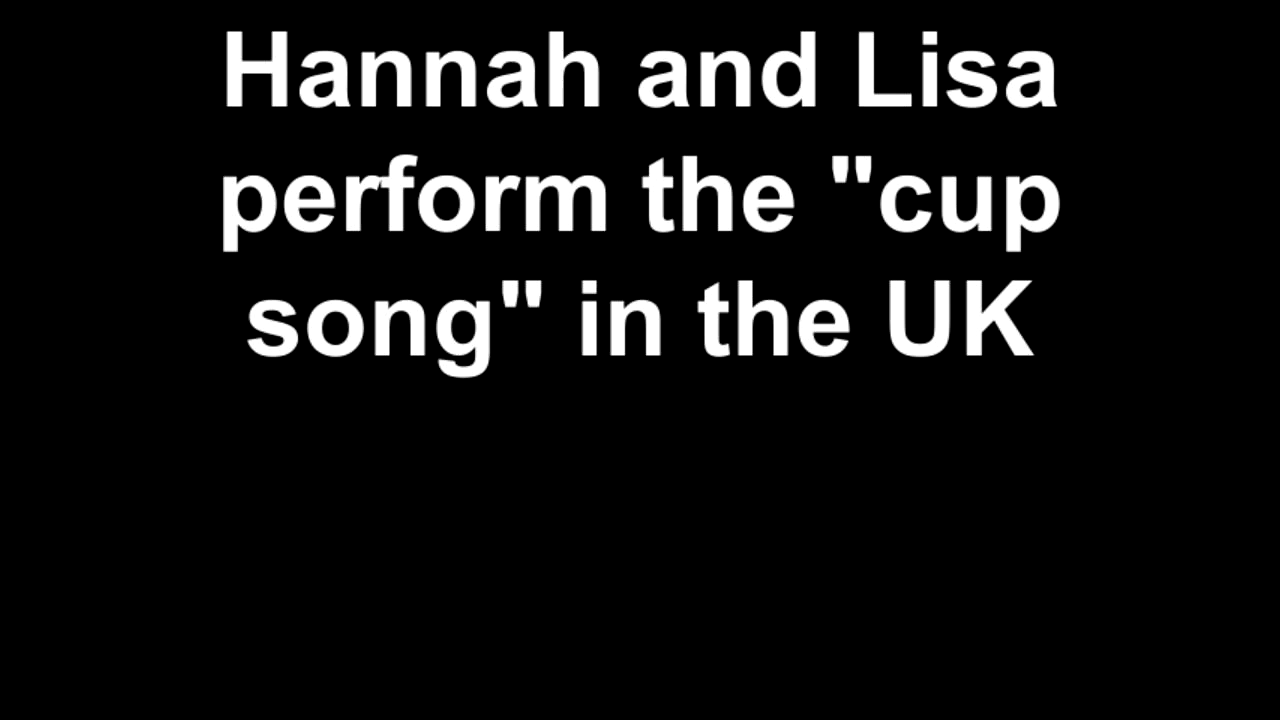 Hannah and Lisa
perform the "cup
song" in the UK